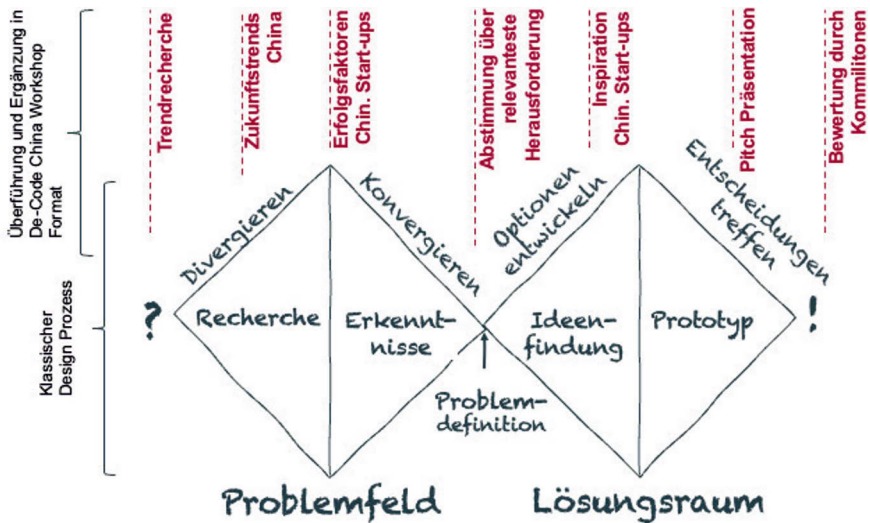 Überführung und Ergänzung in
De-Code China Workshop
Format
Klassischer
Design Prozess
Trendrecherche
Zukunftstrends
China
Erfolgsfaktoren
Chin. Start-ups
Abstimmung über
relevanteste
Herausforderung
Inspiration
Chin. Start-ups
Pitch Präsentation
Bewertung durch
Kommilitonen
Divergieren
Konvergieren
Optionen
entwickeln
Entscheidungen
treffen
?
Recherche
Erkennt-
nisse
Ideen-
findung
Prototyp
!
Problem-
definition
Problemfeld
Lösungsraum